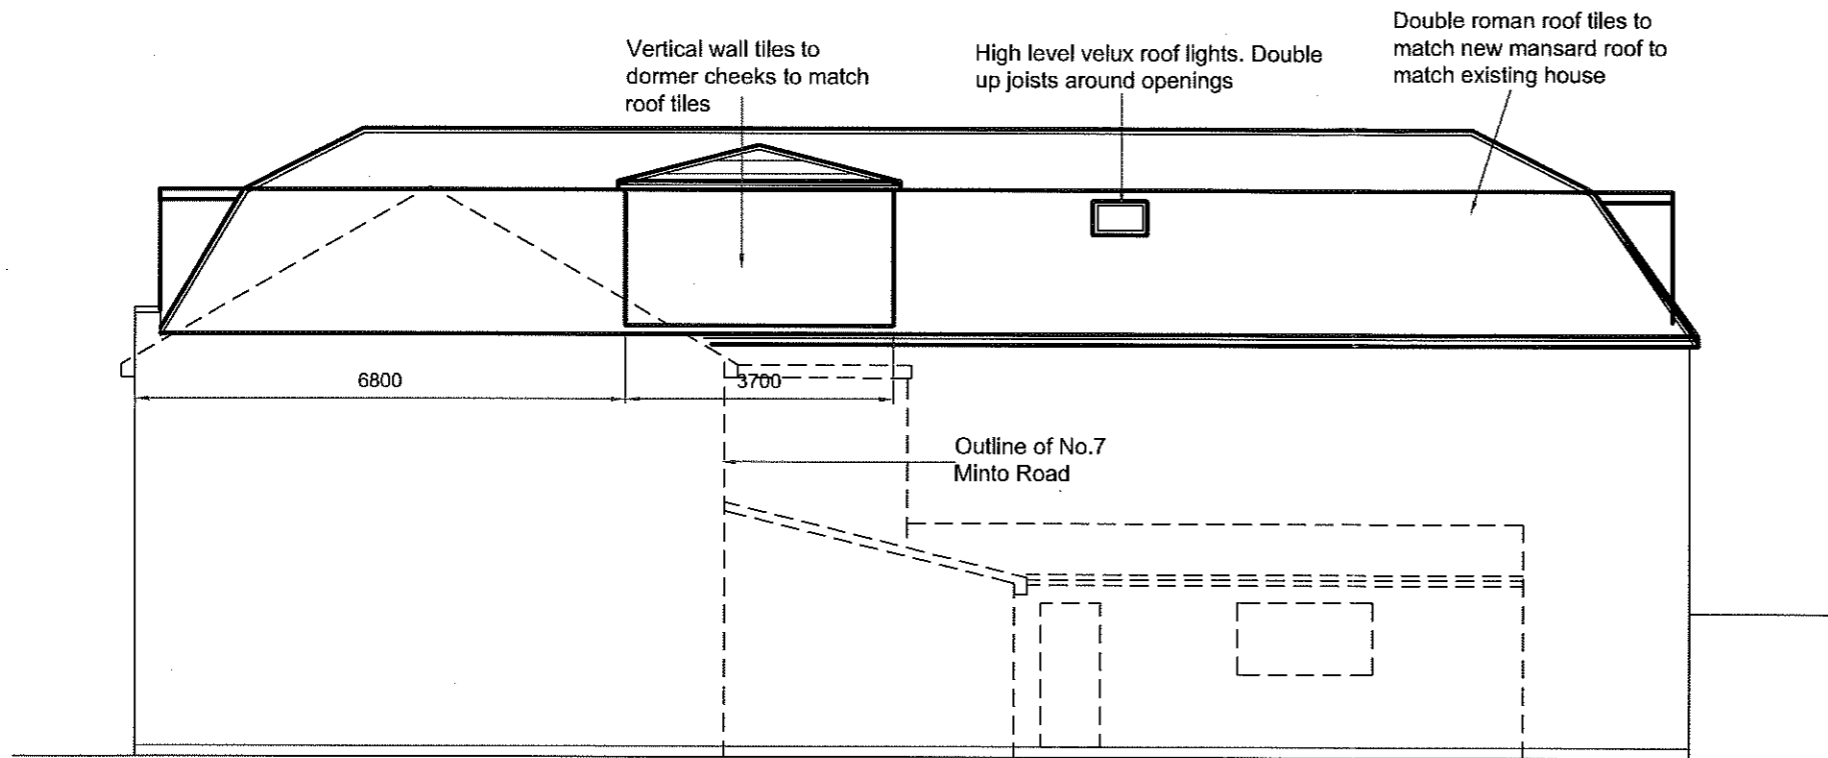 Vertical wall tiles to
dormer cheeks to match
roof tiles
High level velux roof lights. Double
up joists around openings
Double roman roof tiles to
match new mansard roof to
match existing house
6800
3700
Outline of No.7
Minto Road